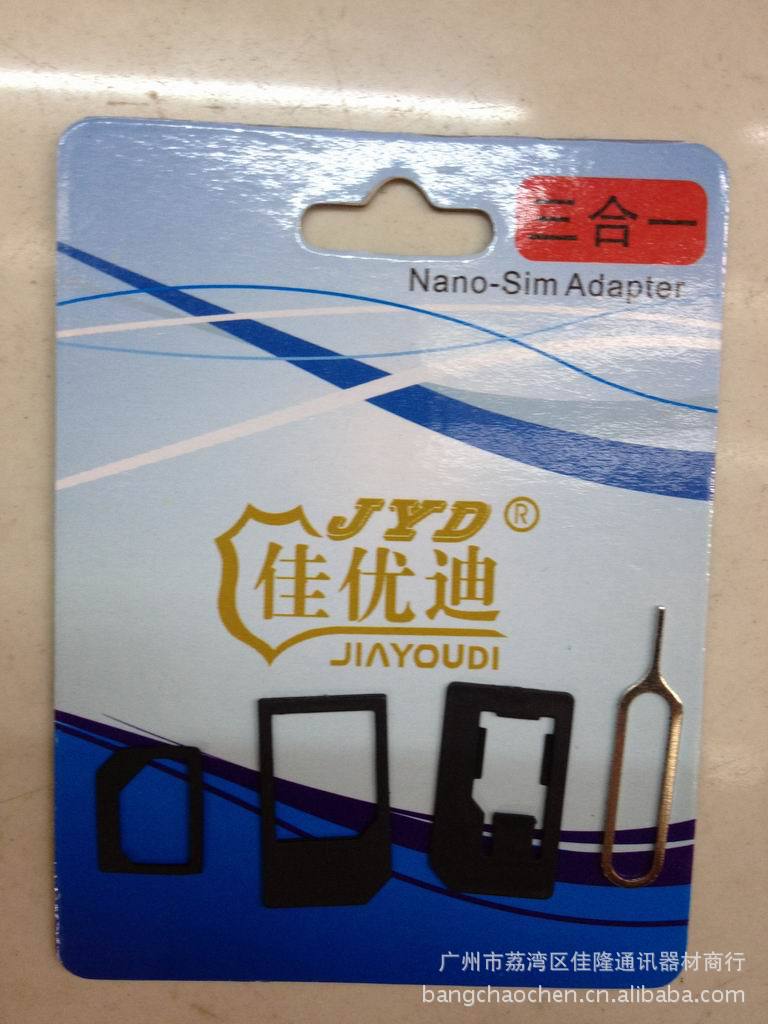 三合一
Nano-Sim Adapter
JYD®
佳优迪
JIAYOUDI
广州市荔湾区佳隆通讯器材商行
bangchaochen.cn.alibaba.com